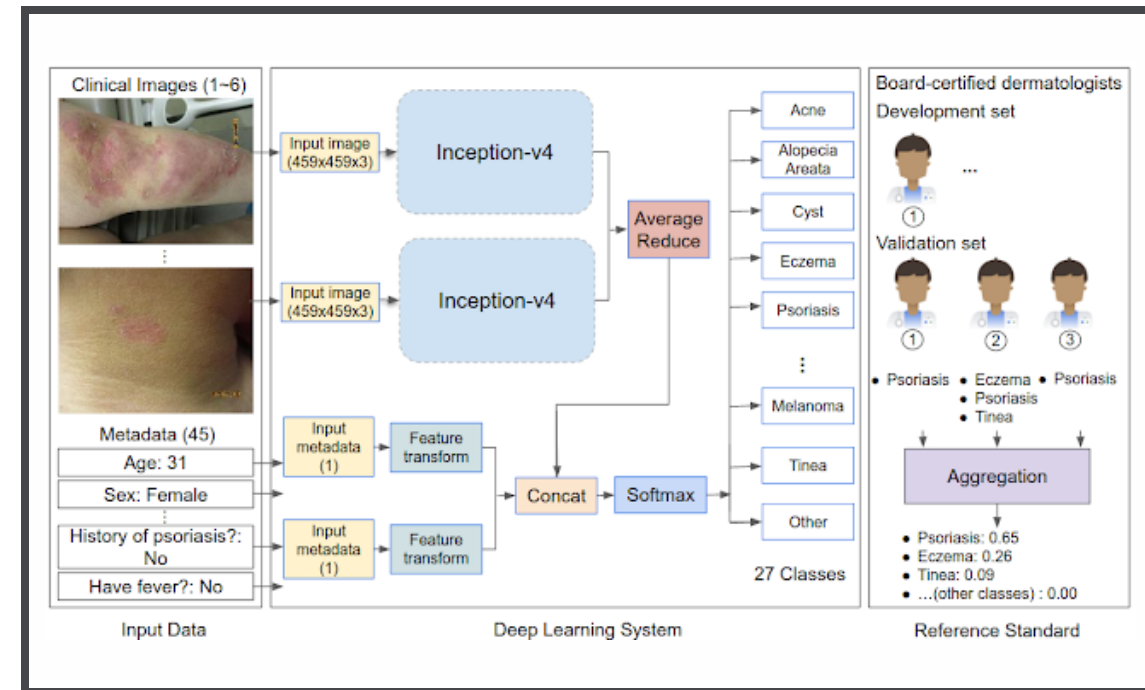 Clinical Images (1~6)
Metadata (45)
Age: 31
Sex: Female
History of psoriasis?:
No
Have fever?: No
Input Data
Input image
(459x459x3)
Inception-v4
Input image
(459x459x3)
Inception-v4
Average
Reduce
Input
metadata
(1)
Feature
transform
Input
metadata
(1)
Feature
transform
Concat
Softmax
Acne
Alopecia
Areata
Cyst
Eczema
Psoriasis
⋮
Melanoma
Tinea
Other
27 Classes
Deep Learning System
Board-certified dermatologists
Development set
...
①
Validation set
① ② ③
● Psoriasis ● Eczema ● Psoriasis
● Psoriasis
● Tinea
Aggregation
● Psoriasis: 0.65
● Eczema: 0.26
● Tinea: 0.09
● ...(other classes) : 0.00
Reference Standard